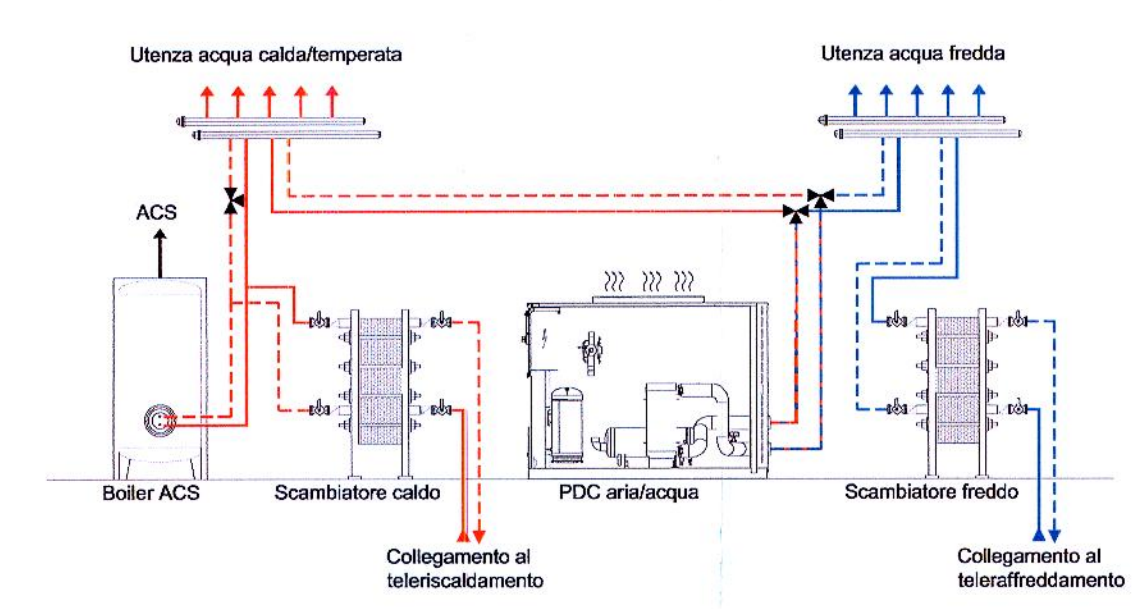 Utenza acqua calda/temperata
Utenza acqua fredda
ACS
Boiler ACS
Scambiatore caldo
PDC aria/acqua
Scambiatore freddo
Collegamento al
teleriscaldamento
Collegamento al
teleraffreddamento